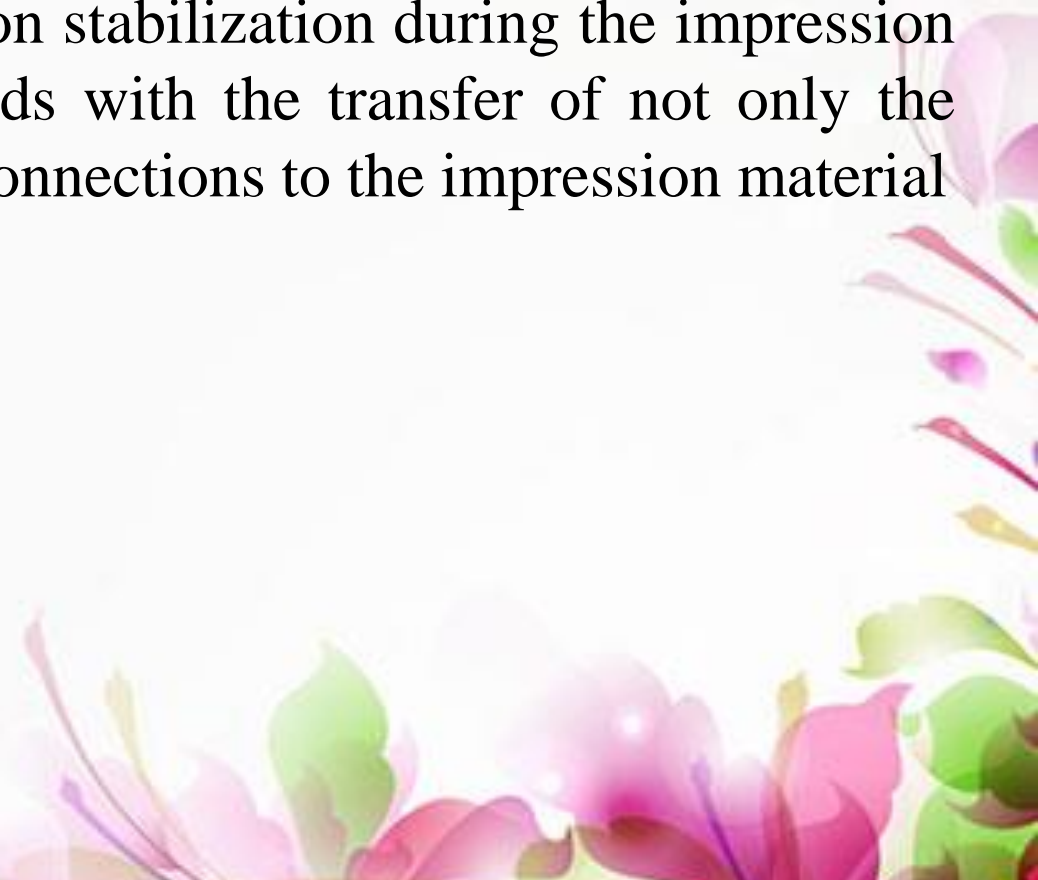 on stabilization during the impression
ds with the transfer of not only the
onnections to the impression material